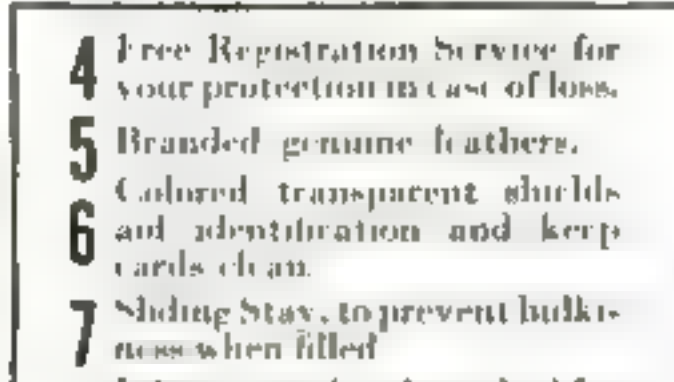 4 Free Registration Service for
your protection in case of loss.
5 Branded genuine leathers.
6 Colored transparent shields
aid identification and keep
cards clean.
7 Sliding Stay, to prevent bulki-
ness when filled